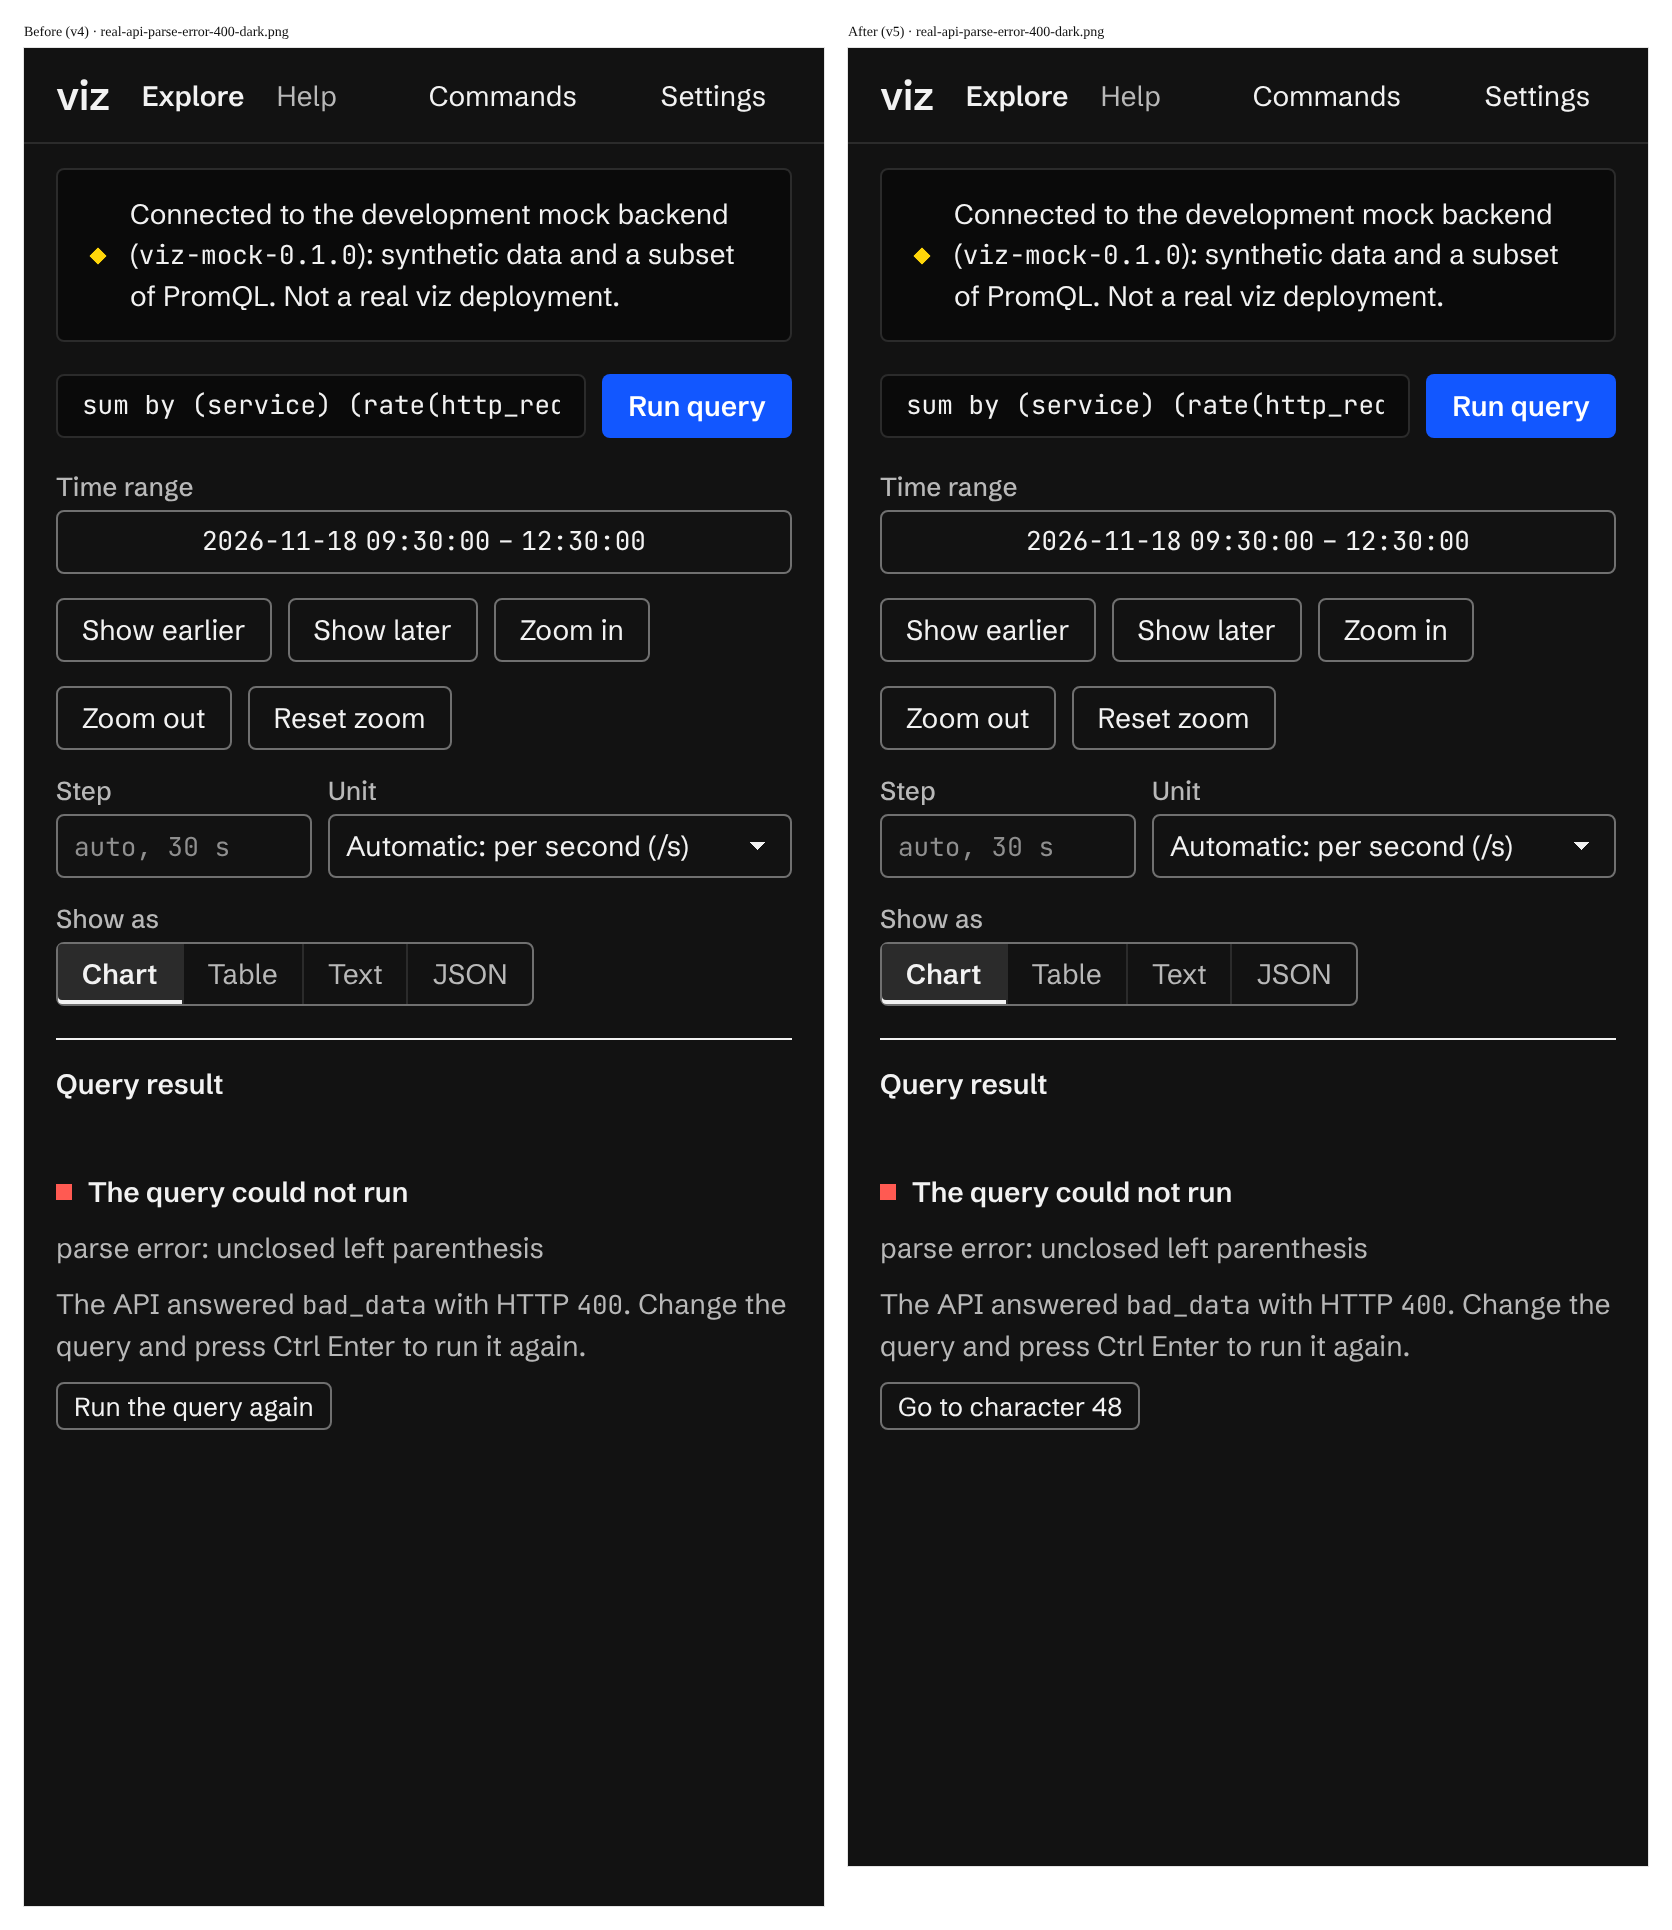 Before (v4) · real-api-parse-error-400-dark.png
viz Explore Help Commands Settings
Connected to the development mock backend
(viz-mock-0.1.0): synthetic data and a subset
of PromQL. Not a real viz deployment.
sum by (service) (rate(http_rec Run query
Time range
2026-11-18 09:30:00 – 12:30:00
Show earlier Show later Zoom in
Zoom out Reset zoom
Step Unit
auto, 30 s Automatic: per second (/s)
Show as
Chart Table Text JSON
Query result
The query could not run
parse error: unclosed left parenthesis
The API answered bad_data with HTTP 400. Change the
query and press Ctrl Enter to run it again.
Run the query again
After (v5) · real-api-parse-error-400-dark.png
viz Explore Help Commands Settings
Connected to the development mock backend
(viz-mock-0.1.0): synthetic data and a subset
of PromQL. Not a real viz deployment.
sum by (service) (rate(http_rec Run query
Time range
2026-11-18 09:30:00 – 12:30:00
Show earlier Show later Zoom in
Zoom out Reset zoom
Step Unit
auto, 30 s Automatic: per second (/s)
Show as
Chart Table Text JSON
Query result
The query could not run
parse error: unclosed left parenthesis
The API answered bad_data with HTTP 400. Change the
query and press Ctrl Enter to run it again.
Go to character 48